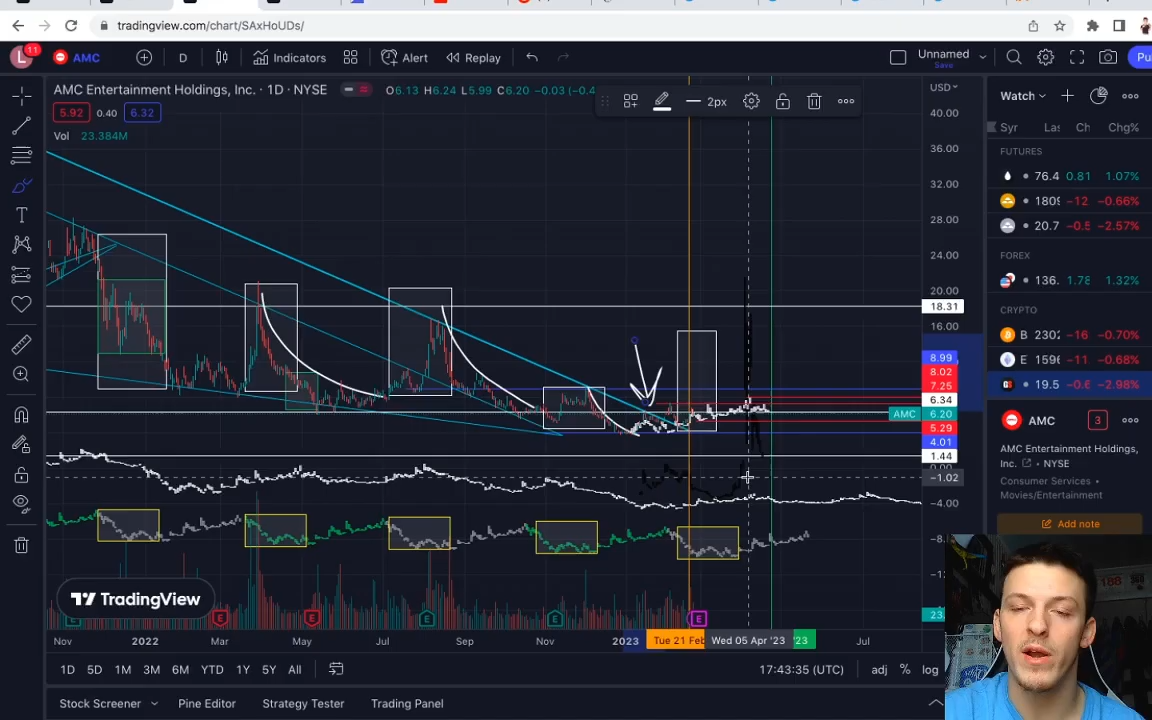 tradingview.com/chart/SAxHoUDs/
L 11 AMC D Indicators Alert Replay Unnamed Save
AMC Entertainment Holdings, Inc. · 1D · NYSE
O6.13 H6.24 L5.99 C6.20 −0.03
2px
5.92 0.40 6.32
Vol 23.384M
USD
40.00
36.00
32.00
28.00
24.00
20.00
18.31
16.00
8.99
8.02
7.25
6.34
AMC 6.20
5.29
4.01
1.44
−1.02
−4.00
Watch
Syr Las Ch Chg%
FUTURES
76.4 0.81 1.07%
1809 −12 −0.66%
20.7 −0.5 −2.57%
FOREX
136. 1.78 1.32%
CRYPTO
B 2302 −16 −0.70%
E 1596 −11 −0.68%
19.5 −0.6 −2.98%
AMC 3
AMC Entertainment Holdings,
Inc. · NYSE
Consumer Services ·
Movies/Entertainment
Add note
TradingView
E E E E E
Nov 2022 Mar May Jul Sep Nov 2023 Tue 21 Feb Wed 05 Apr '23 '23 Jul
1D 5D 1M 3M 6M YTD 1Y 5Y All
17:43:35 (UTC) adj % log
Stock Screener Pine Editor Strategy Tester Trading Panel